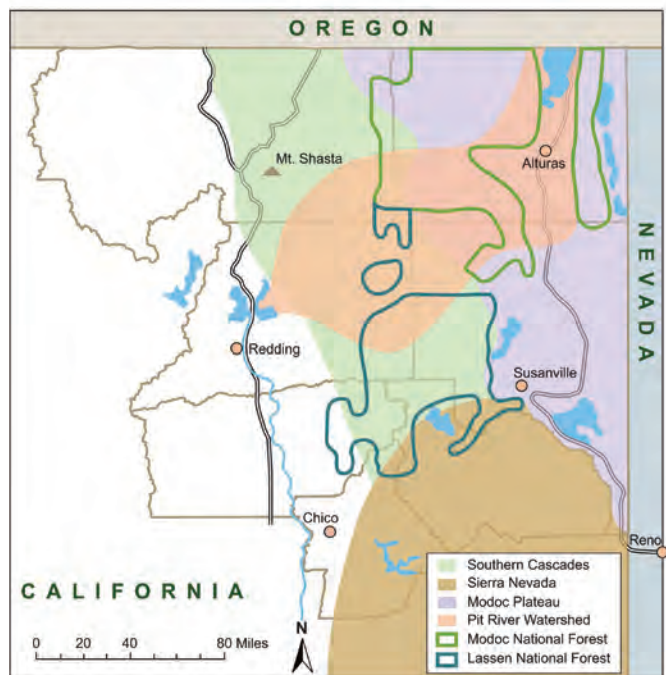 OREGON
Mt. Shasta
Alturas
NEVADA
Redding
Susanville
Chico
Reno
CALIFORNIA
Southern Cascades
Sierra Nevada
Modoc Plateau
Pit River Watershed
Modoc National Forest
Lassen National Forest
N
0 20 40 80 Miles